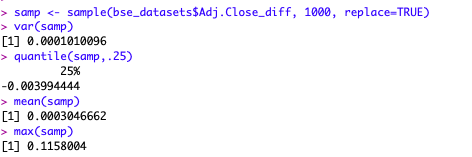 > samp <- sample(bse_datasets$Adj.Close_diff, 1000, replace=TRUE)
> var(samp)
[1] 0.0001010096
> quantile(samp,.25)
         25%
-0.003994444
> mean(samp)
[1] 0.0003046662
> max(samp)
[1] 0.1158004